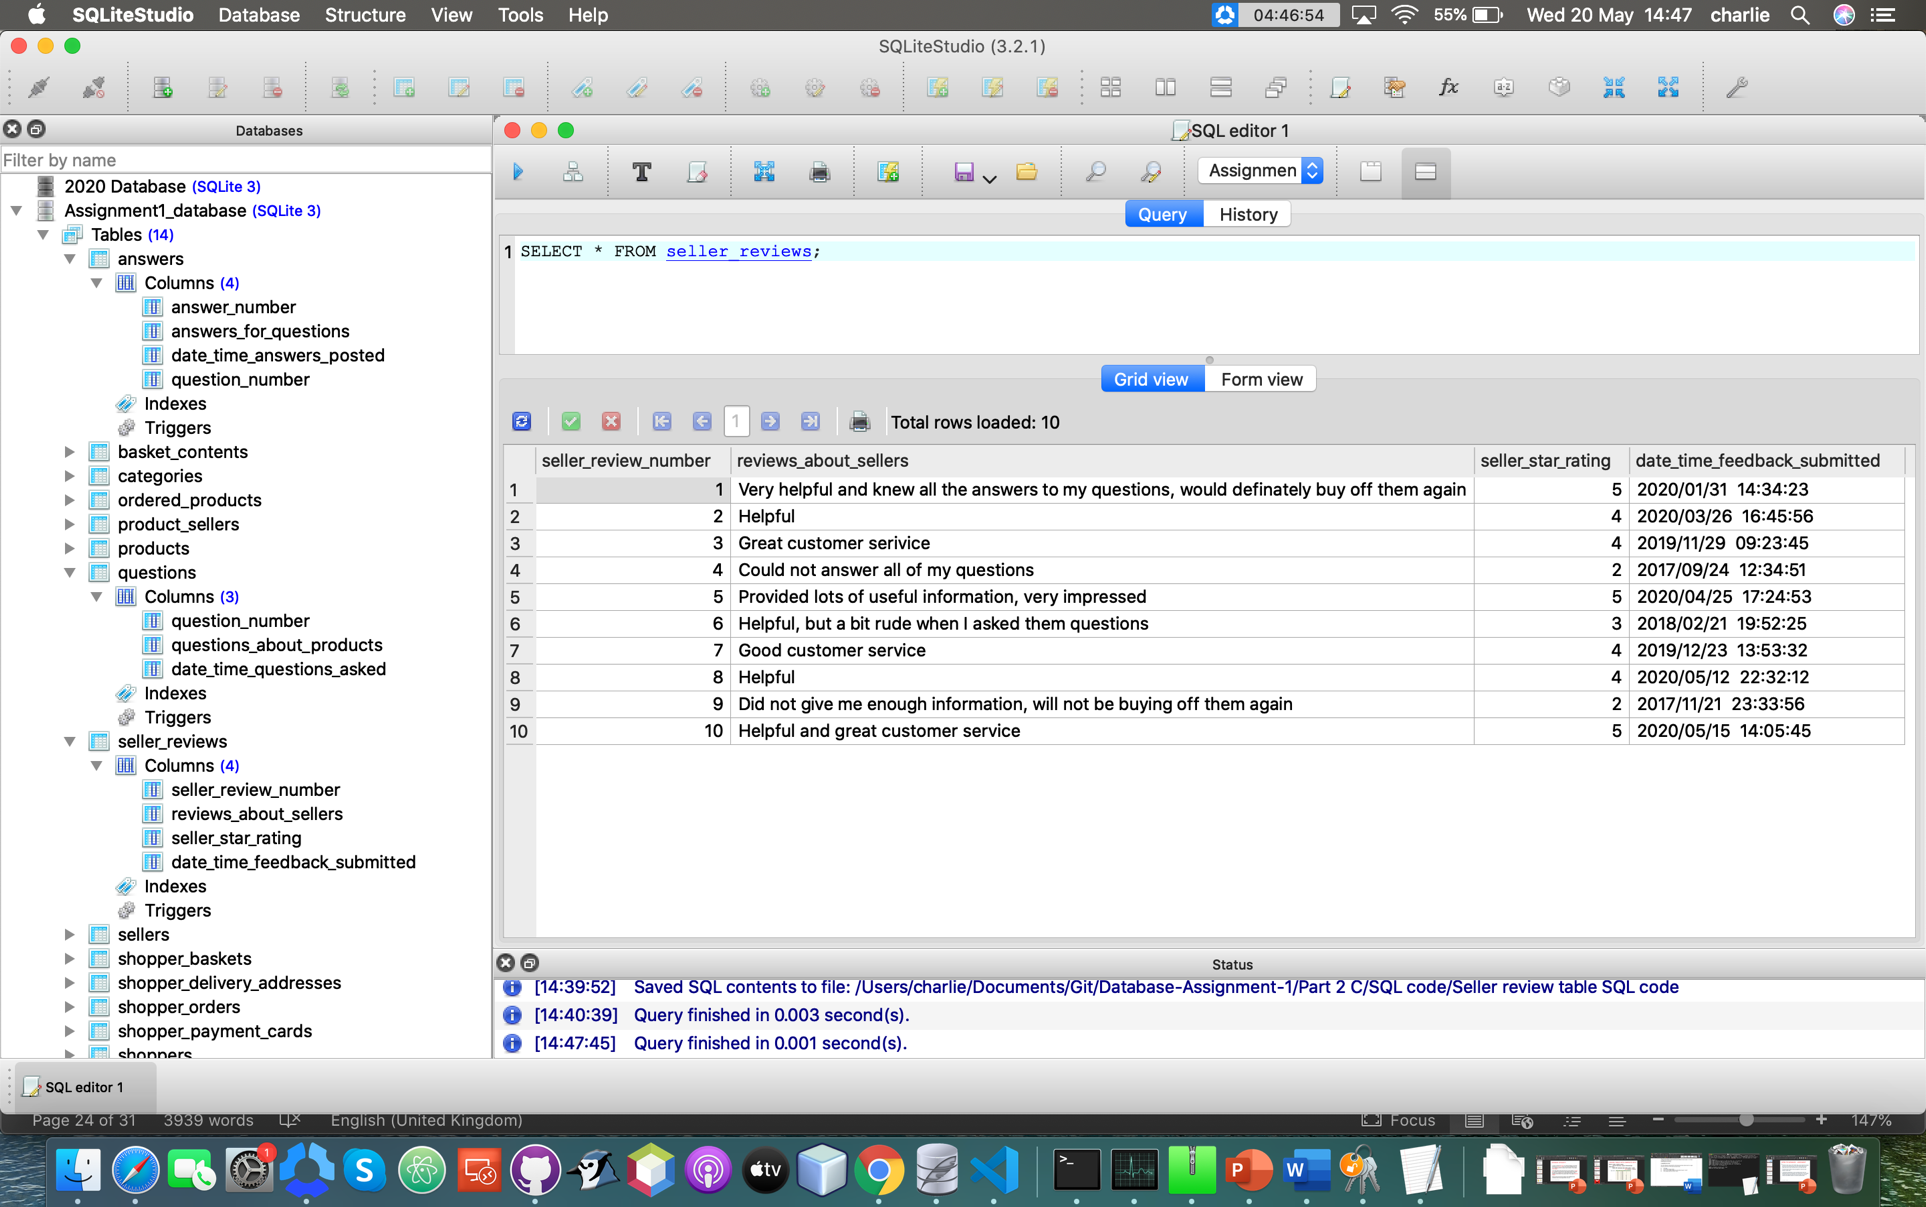 SQLiteStudio Database Structure View Tools Help 04:46:54 55% Wed 20 May 14:47 charlie
SQLiteStudio (3.2.1)
Databases
Filter by name
2020 Database (SQLite 3)
Assignment1_database (SQLite 3)
Tables (14)
answers
Columns (4)
answer_number
answers_for_questions
date_time_answers_posted
question_number
Indexes
Triggers
basket_contents
categories
ordered_products
product_sellers
products
questions
Columns (3)
question_number
questions_about_products
date_time_questions_asked
Indexes
Triggers
seller_reviews
Columns (4)
seller_review_number
reviews_about_sellers
seller_star_rating
date_time_feedback_submitted
Indexes
Triggers
sellers
shopper_baskets
shopper_delivery_addresses
shopper_orders
shopper_payment_cards
shoppers
SQL editor 1
Assignmen
Query History
1 SELECT * FROM seller_reviews;
Grid view Form view
1 Total rows loaded: 10
seller_review_number reviews_about_sellers seller_star_rating date_time_feedback_submitted
1 1 Very helpful and knew all the answers to my questions, would definately buy off them again 5 2020/01/31 14:34:23
2 2 Helpful 4 2020/03/26 16:45:56
3 3 Great customer serivice 4 2019/11/29 09:23:45
4 4 Could not answer all of my questions 2 2017/09/24 12:34:51
5 5 Provided lots of useful information, very impressed 5 2020/04/25 17:24:53
6 6 Helpful, but a bit rude when I asked them questions 3 2018/02/21 19:52:25
7 7 Good customer service 4 2019/12/23 13:53:32
8 8 Helpful 4 2020/05/12 22:32:12
9 9 Did not give me enough information, will not be buying off them again 2 2017/11/21 23:33:56
10 10 Helpful and great customer service 5 2020/05/15 14:05:45
Status
[14:39:52] Saved SQL contents to file: /Users/charlie/Documents/Git/Database-Assignment-1/Part 2 C/SQL code/Seller review table SQL code
[14:40:39] Query finished in 0.003 second(s).
[14:47:45] Query finished in 0.001 second(s).
SQL editor 1
Page 24 of 31 3939 words English (United Kingdom) Focus 147%
1 tv